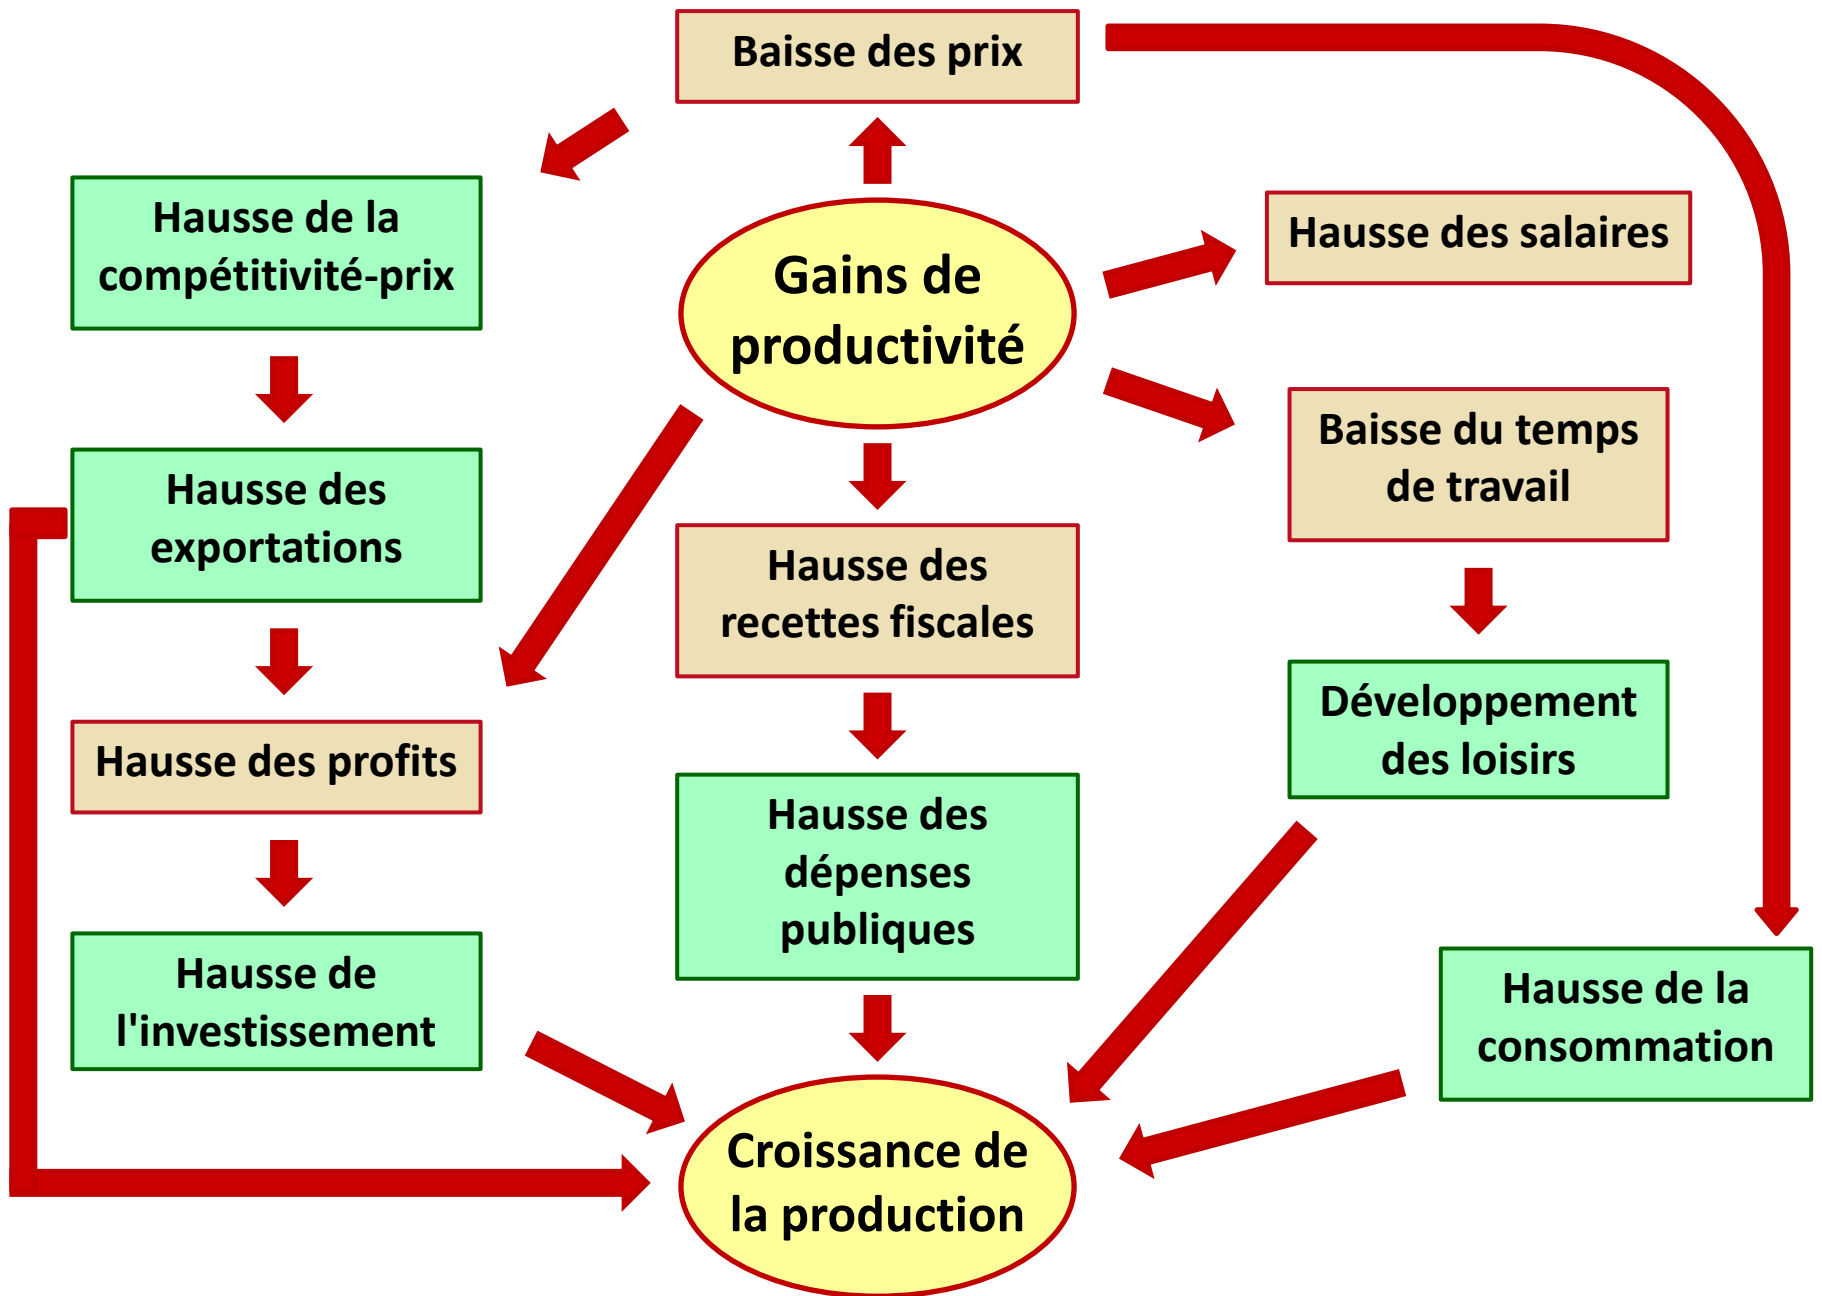 Baisse des prix
Hausse de la
compétitivité-prix
Gains de
productivité
Hausse des salaires
Baisse du temps
de travail
Hausse des
exportations
Hausse des
recettes fiscales
Hausse des profits
Développement
des loisirs
Hausse des
dépenses
publiques
Hausse de
l'investissement
Hausse de la
consommation
Croissance de
la production